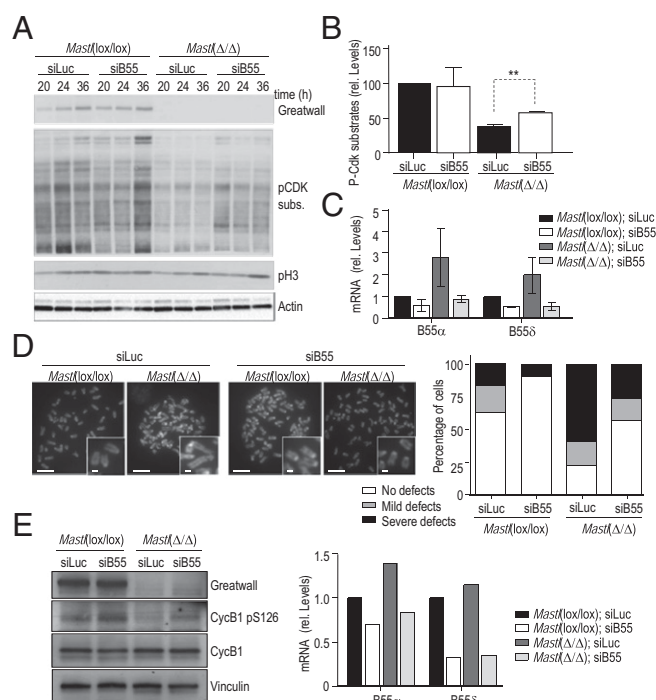 A
Mastl(lox/lox) Mastl(Δ/Δ)
siLuc siB55 siLuc siB55
20 24 36 20 24 36 20 24 36 20 24 36 time (h)
Greatwall
pCDK
subs.
pH3
Actin
B
P-Cdk substrates (rel. Levels)
150
100
50
0
**
siLuc siB55 siLuc siB55
Mastl(lox/lox) Mastl(Δ/Δ)
C
mRNA (rel. Levels)
5
4
3
2
1
0
B55α B55δ
Mastl(lox/lox); siLuc
Mastl(lox/lox); siB55
Mastl(Δ/Δ); siLuc
Mastl(Δ/Δ); siB55
D
siLuc siB55
Mastl(lox/lox) Mastl(Δ/Δ) Mastl(lox/lox) Mastl(Δ/Δ)
No defects
Mild defects
Severe defects
Percentage of cells
100
75
50
25
0
siLuc siB55 siLuc siB55
Mastl(lox/lox) Mastl(Δ/Δ)
E
Mastl(lox/lox) Mastl(Δ/Δ)
siLuc siB55 siLuc siB55
Greatwall
CycB1 pS126
CycB1
Vinculin
mRNA (rel. Levels)
1.5
1.0
0.5
0
B55α B55δ
Mastl(lox/lox); siLuc
Mastl(lox/lox); siB55
Mastl(Δ/Δ); siLuc
Mastl(Δ/Δ); siB55